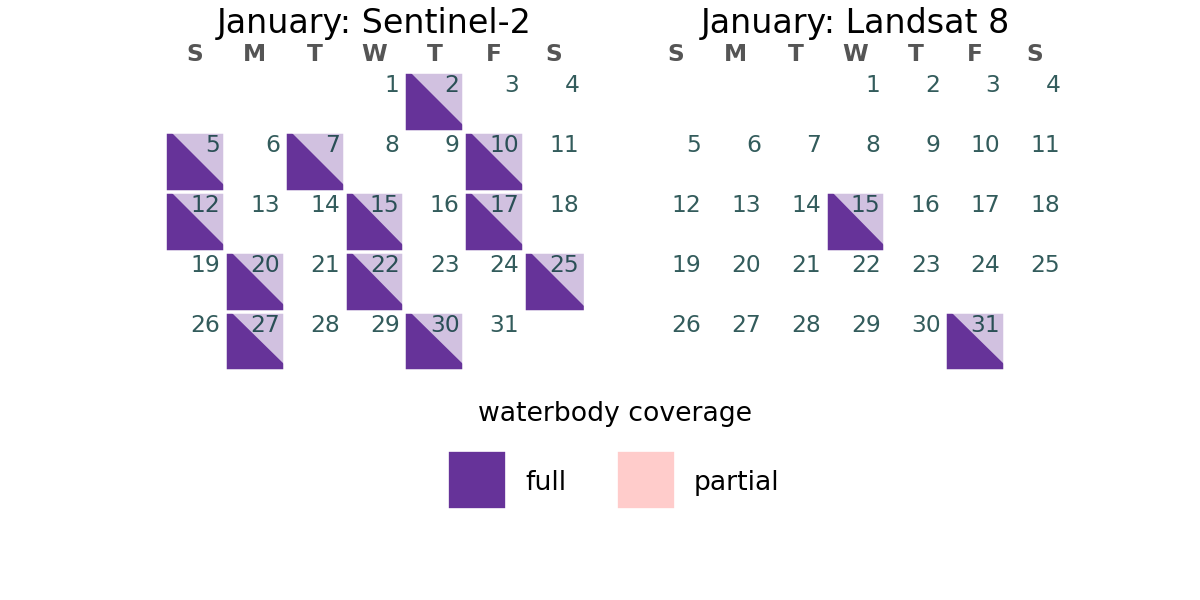 January: Sentinel-2
S M T W T F S
1 2 3 4
5 6 7 8 9 10 11
12 13 14 15 16 17 18
19 20 21 22 23 24 25
26 27 28 29 30 31
January: Landsat 8
S M T W T F S
1 2 3 4
5 6 7 8 9 10 11
12 13 14 15 16 17 18
19 20 21 22 23 24 25
26 27 28 29 30 31
waterbody coverage
full
partial